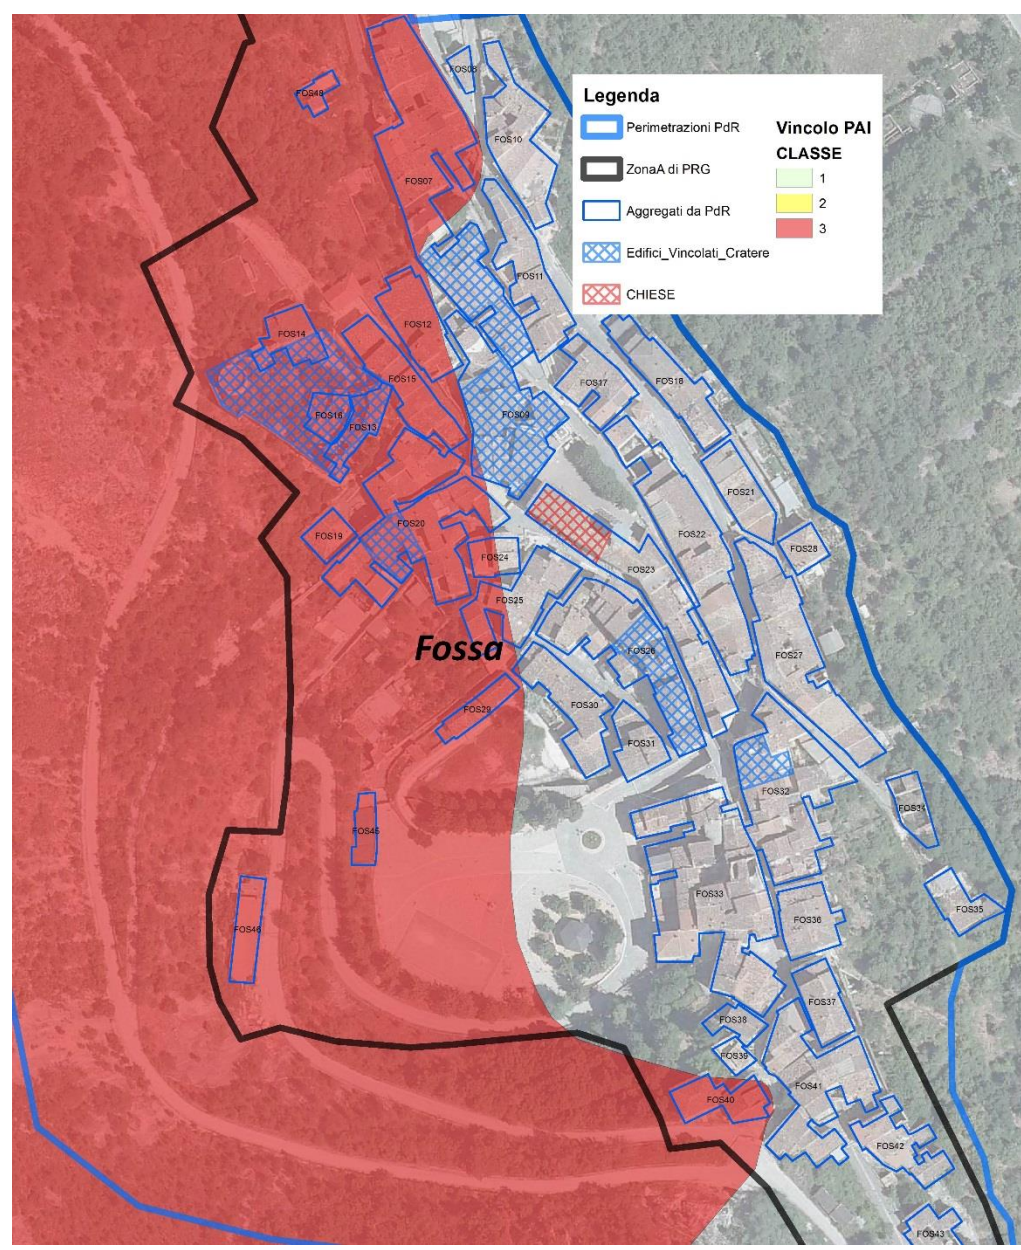 Legenda
Perimetrazioni PdR
ZonaA di PRG
Aggregati da PdR
Edifici_Vincolati_Cratere
CHIESE
Vincolo PAI
CLASSE
1
2
3
FOS08
FOS48
FOS10
FOS07
FOS11
FOS12
FOS14
FOS15
FOS17
FOS18
FOS16
FOS13
FOS09
FOS21
FOS19
FOS20
FOS22
FOS28
FOS24
FOS23
FOS25
Fossa
FOS26
FOS27
FOS29
FOS30
FOS31
FOS32
FOS34
FOS45
FOS33
FOS35
FOS36
FOS46
FOS37
FOS38
FOS39
FOS41
FOS40
FOS42
FOS43